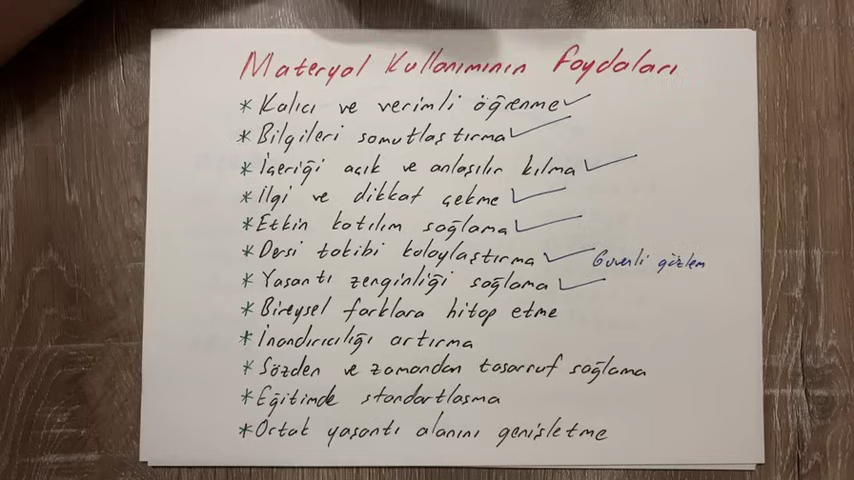 Materyal Kullanımının Faydaları
* Kalıcı ve verimli öğrenme ✓
* Bilgileri somutlaştırma ✓
* İçeriği açık ve anlaşılır kılma ✓
* İlgi ve dikkat çekme ✓
* Etkin katılım sağlama ✓
* Dersi takibi kolaylaştırma ✓ Güvenli gözlem
* Yaşantı zenginliği sağlama ✓
* Bireysel farklara hitap etme
* İnandırıcılığı artırma
* Sözden ve zamandan tasarruf sağlama
* Eğitimde standartlaşma
* Ortak yaşantı alanını genişletme